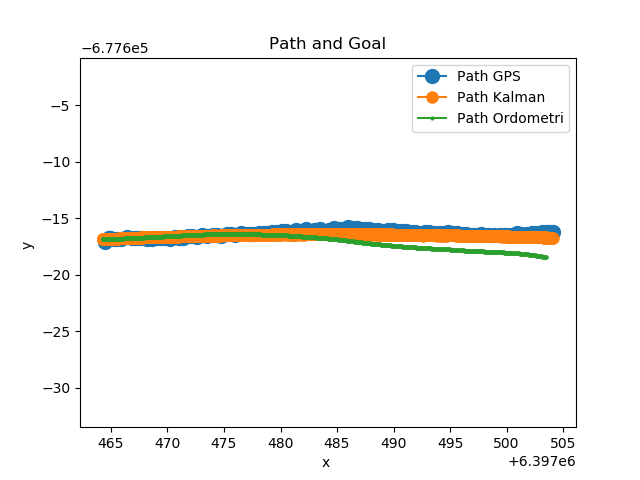 Path and Goal
−6.776e5
Path GPS
Path Kalman
Path Ordometri
−5
−10
−15
−20
−25
−30
y
465 470 475 480 485 490 495 500 505
x
+6.397e6